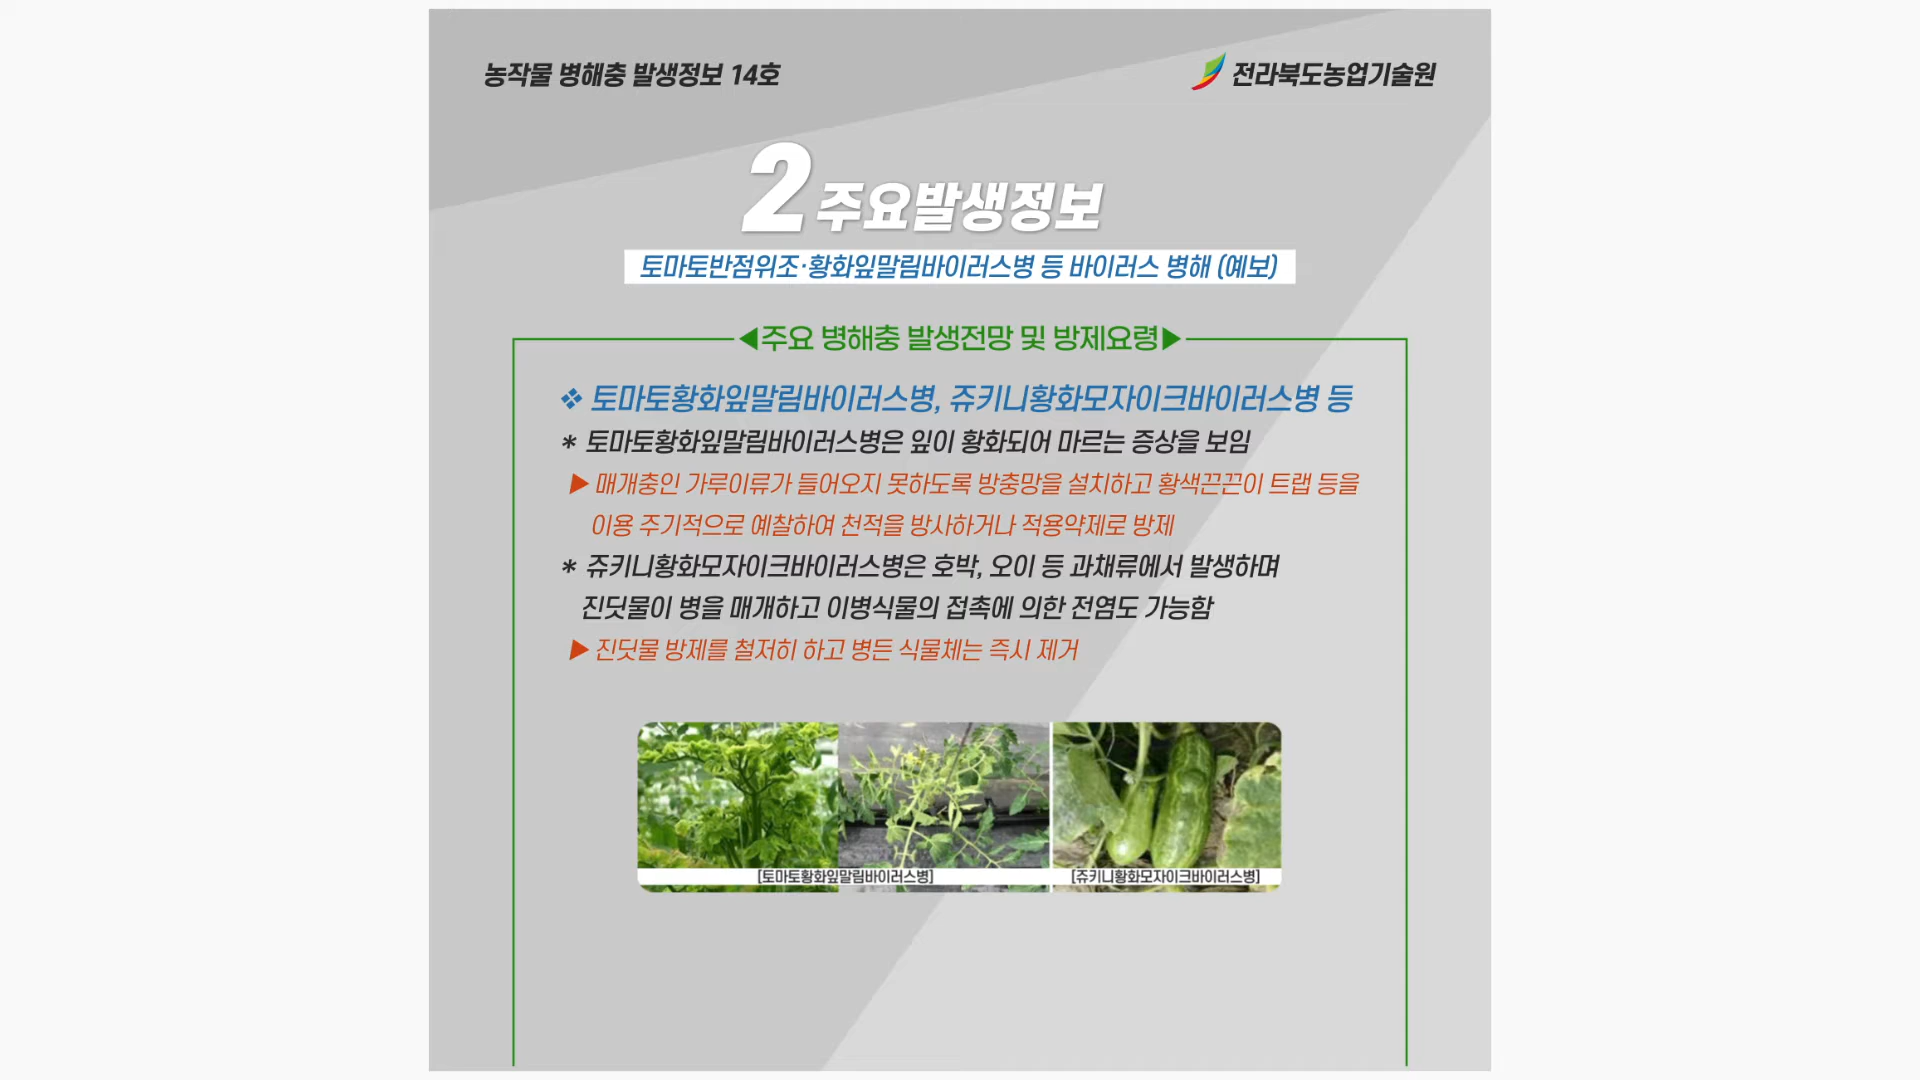 농작물 병해충 발생정보 14호
전라북도농업기술원
2 주요발생정보
토마토반점위조·황화잎말림바이러스병 등 바이러스 병해 (예보)
◀주요 병해충 발생전망 및 방제요령▶
❖ 토마토황화잎말림바이러스병, 쥬키니황화모자이크바이러스병 등
* 토마토황화잎말림바이러스병은 잎이 황화되어 마르는 증상을 보임
▶ 매개충인 가루이류가 들어오지 못하도록 방충망을 설치하고 황색끈끈이 트랩 등을
이용 주기적으로 예찰하여 천적을 방사하거나 적용약제로 방제
* 쥬키니황화모자이크바이러스병은 호박, 오이 등 과채류에서 발생하며
진딧물이 병을 매개하고 이병식물의 접촉에 의한 전염도 가능함
▶ 진딧물 방제를 철저히 하고 병든 식물체는 즉시 제거
[토마토황화잎말림바이러스병]
[쥬키니황화모자이크바이러스병]